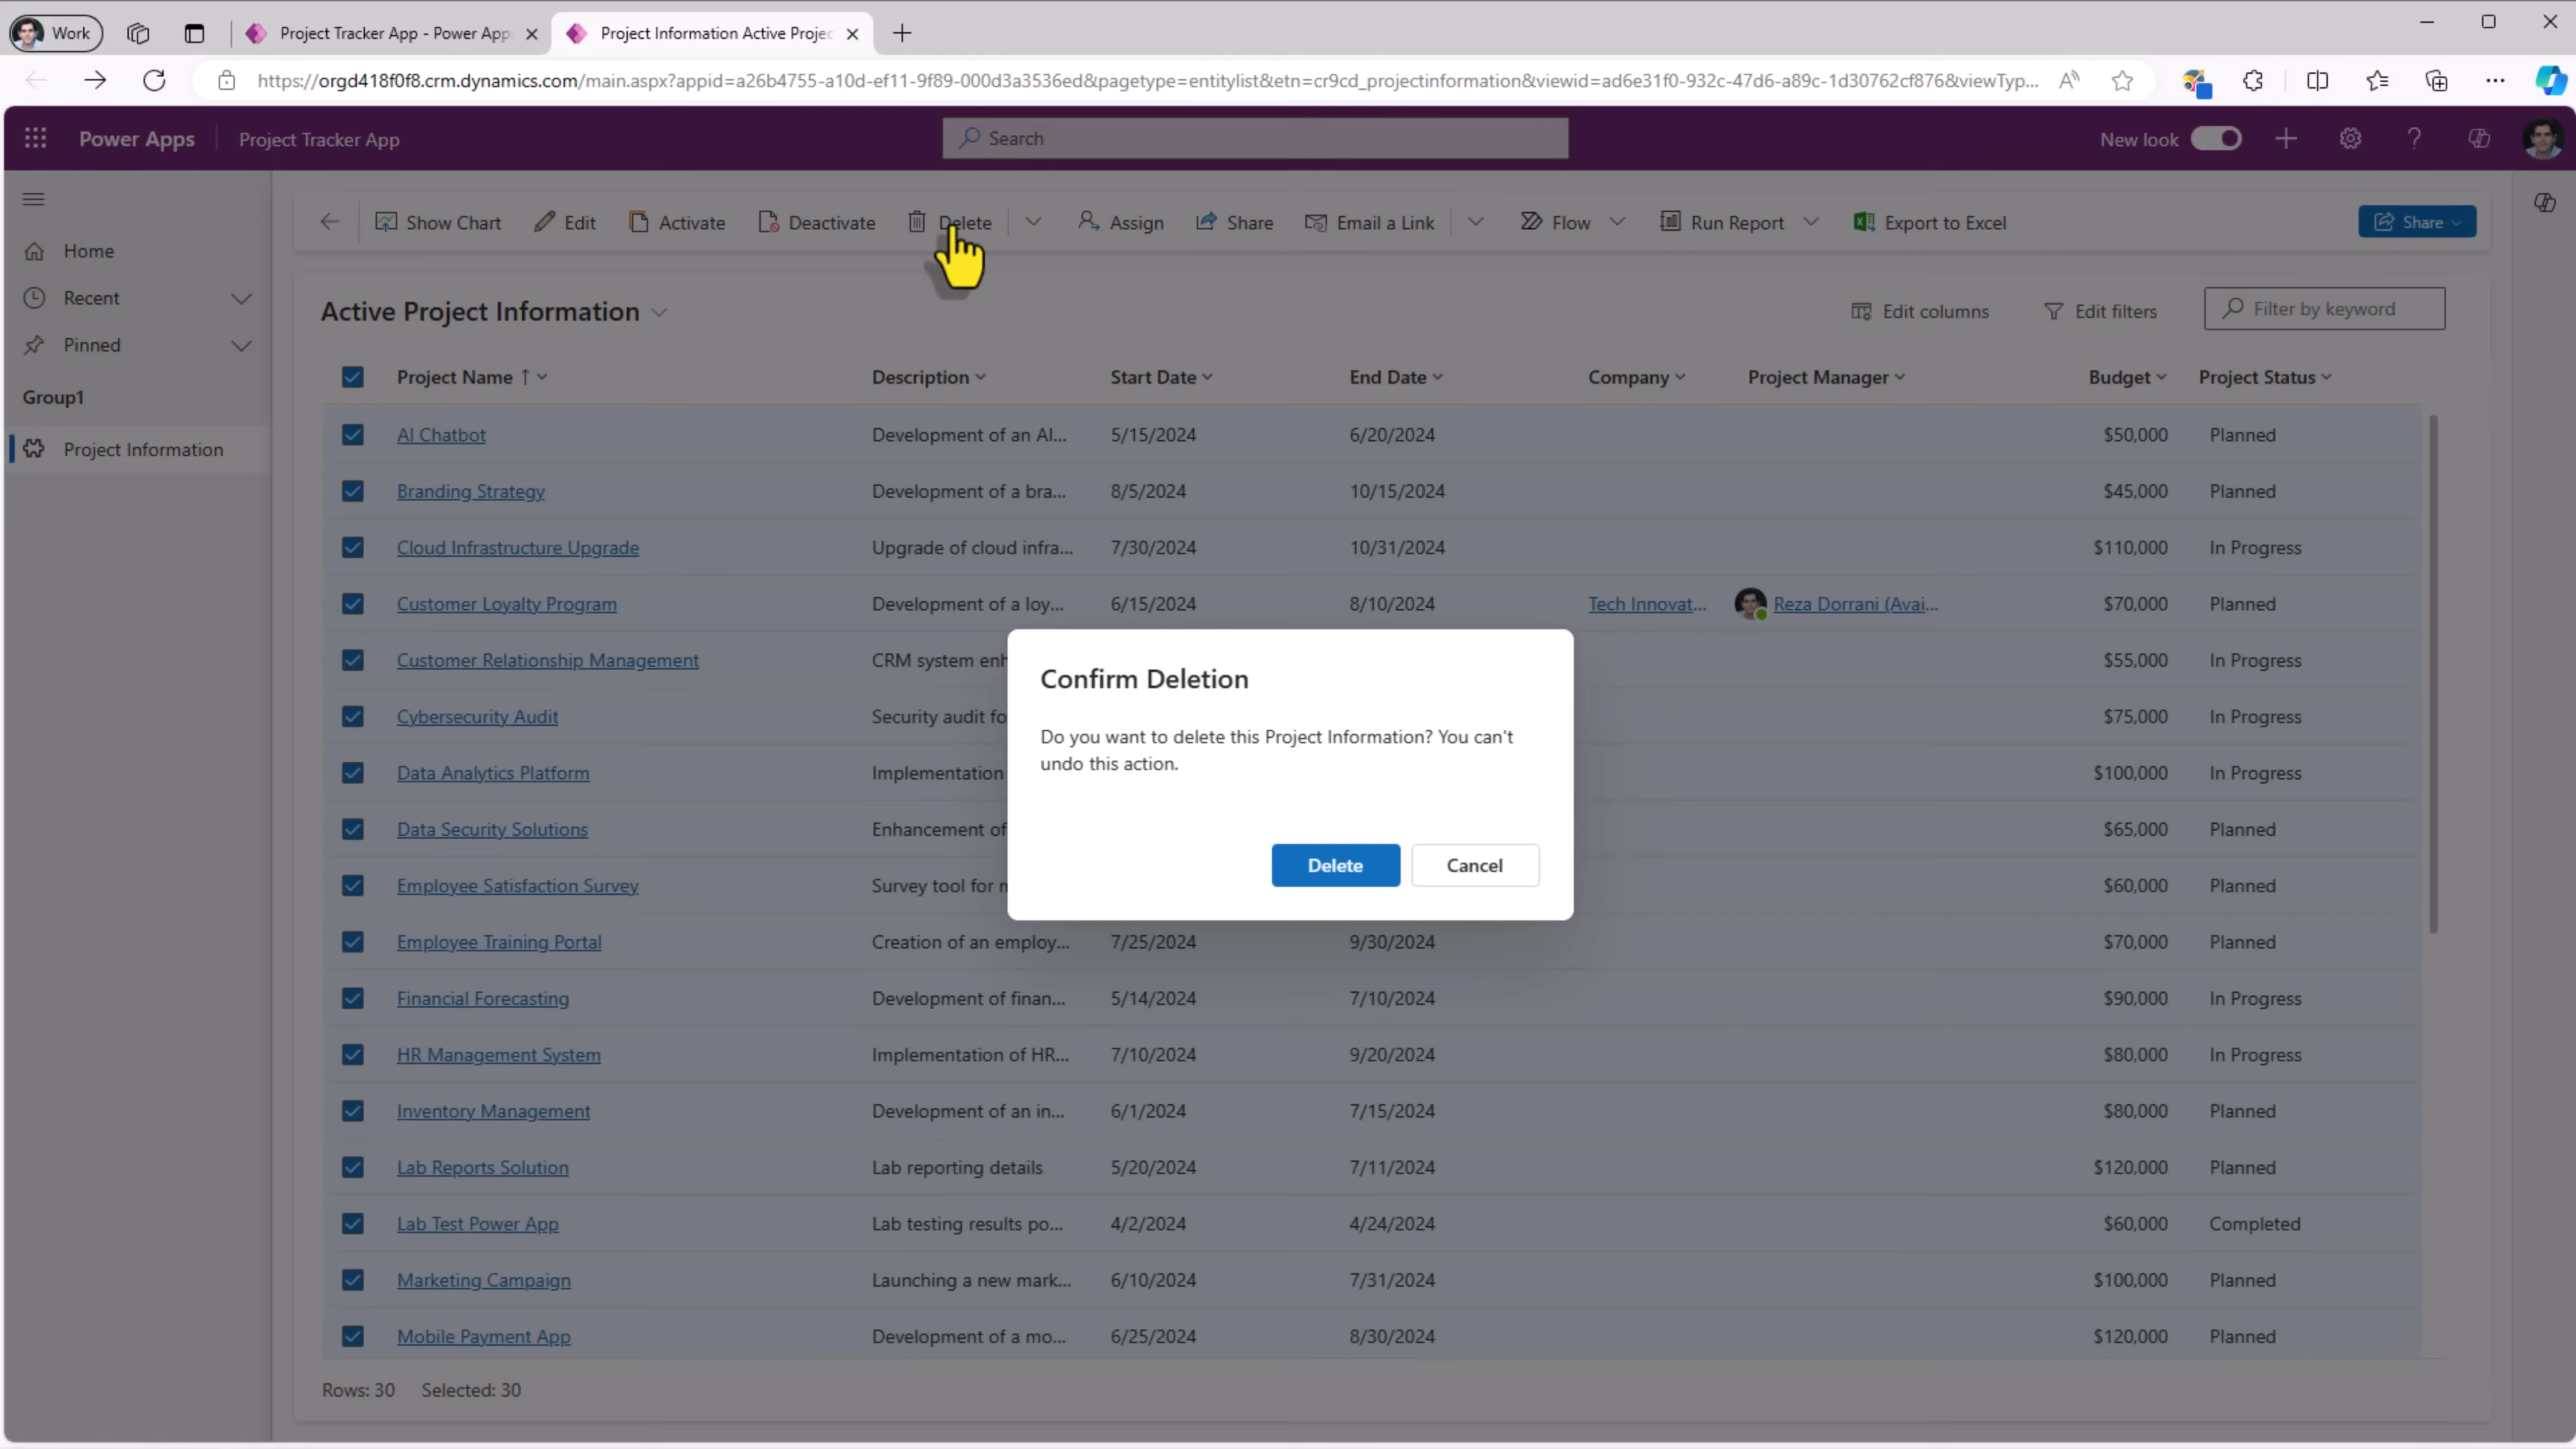 Work
Project Tracker App - Power App
Project Information Active Projec
https://orgd418f0f8.crm.dynamics.com/main.aspx?appid=a26b4755-a10d-ef11-9f89-000d3a3536ed&pagetype=entitylist&etn=cr9cd_projectinformation&viewid=ad6e31f0-932c-47d6-a89c-1d30762cf876&viewTyp...
Power Apps
Project Tracker App
Search
New look
Show Chart
Edit
Activate
Deactivate
Delete
Assign
Share
Email a Link
Flow
Run Report
Export to Excel
Share
Home
Recent
Pinned
Group1
Project Information
Active Project Information
Edit columns
Edit filters
Filter by keyword
Project Name Description Start Date End Date Company Project Manager Budget Project Status
AI Chatbot Development of an AI... 5/15/2024 6/20/2024 $50,000 Planned
Branding Strategy Development of a bra... 8/5/2024 10/15/2024 $45,000 Planned
Cloud Infrastructure Upgrade Upgrade of cloud infra... 7/30/2024 10/31/2024 $110,000 In Progress
Customer Loyalty Program Development of a loy... 6/15/2024 8/10/2024 Tech Innovat... Reza Dorrani (Avai... $70,000 Planned
Customer Relationship Management CRM system enh $55,000 In Progress
Cybersecurity Audit Security audit fo $75,000 In Progress
Data Analytics Platform Implementation $100,000 In Progress
Data Security Solutions Enhancement of $65,000 Planned
Employee Satisfaction Survey Survey tool for $60,000 Planned
Employee Training Portal Creation of an employ... 7/25/2024 9/30/2024 $70,000 Planned
Financial Forecasting Development of finan... 5/14/2024 7/10/2024 $90,000 In Progress
HR Management System Implementation of HR... 7/10/2024 9/20/2024 $80,000 In Progress
Inventory Management Development of an in... 6/1/2024 7/15/2024 $80,000 Planned
Lab Reports Solution Lab reporting details 5/20/2024 7/11/2024 $120,000 Planned
Lab Test Power App Lab testing results po... 4/2/2024 4/24/2024 $60,000 Completed
Marketing Campaign Launching a new mark... 6/10/2024 7/31/2024 $100,000 Planned
Mobile Payment App Development of a mo... 6/25/2024 8/30/2024 $120,000 Planned
Rows: 30 Selected: 30
Confirm Deletion
Do you want to delete this Project Information? You can't
undo this action.
Delete
Cancel